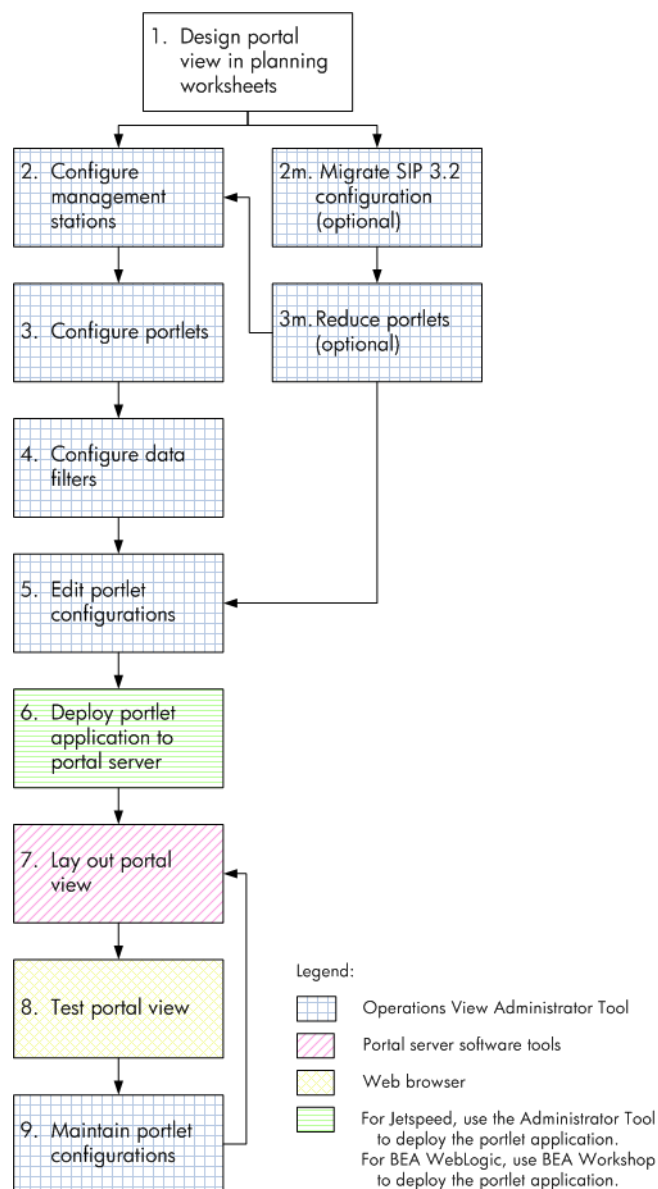 1. Design portal
view in planning
worksheets
2. Configure
management
stations
2m. Migrate SIP 3.2
configuration
(optional)
3. Configure portlets
3m. Reduce portlets
(optional)
4. Configure data
filters
5. Edit portlet
configurations
6. Deploy portlet
application to
portal server
7. Lay out portal
view
8. Test portal view
9. Maintain portlet
configurations
Legend:
Operations View Administrator Tool
Portal server software tools
Web browser
For Jetspeed, use the Administrator Tool
to deploy the portlet application.
For BEA WebLogic, use BEA Workshop
to deploy the portlet application.